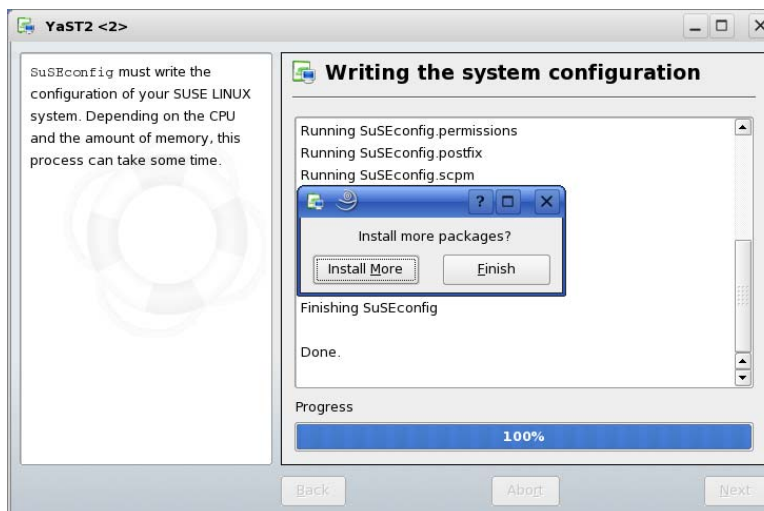 YaST2 <2>
SuSEconfig must write the
configuration of your SUSE LINUX
system. Depending on the CPU
and the amount of memory, this
process can take some time.
Writing the system configuration
Running SuSEconfig.permissions
Running SuSEconfig.postfix
Running SuSEconfig.scpm
Install more packages?
Install More
Finish
Finishing SuSEconfig
Done.
Progress
100%
Back
Abort
Next